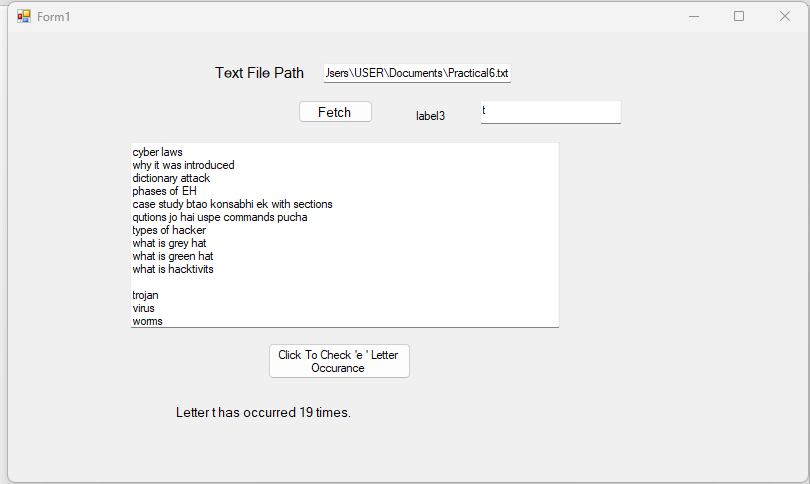 Form1
Text File Path
Jsers\USER\Documents\Practical6.txt
Fetch
label3
t
cyber laws
why it was introduced
dictionary attack
phases of EH
case study btao konsabhi ek with sections
qutions jo hai uspe commands pucha
types of hacker
what is grey hat
what is green hat
what is hacktivits
trojan
virus
worms
Click To Check 'e ' Letter
Occurance
Letter t has occurred 19 times.